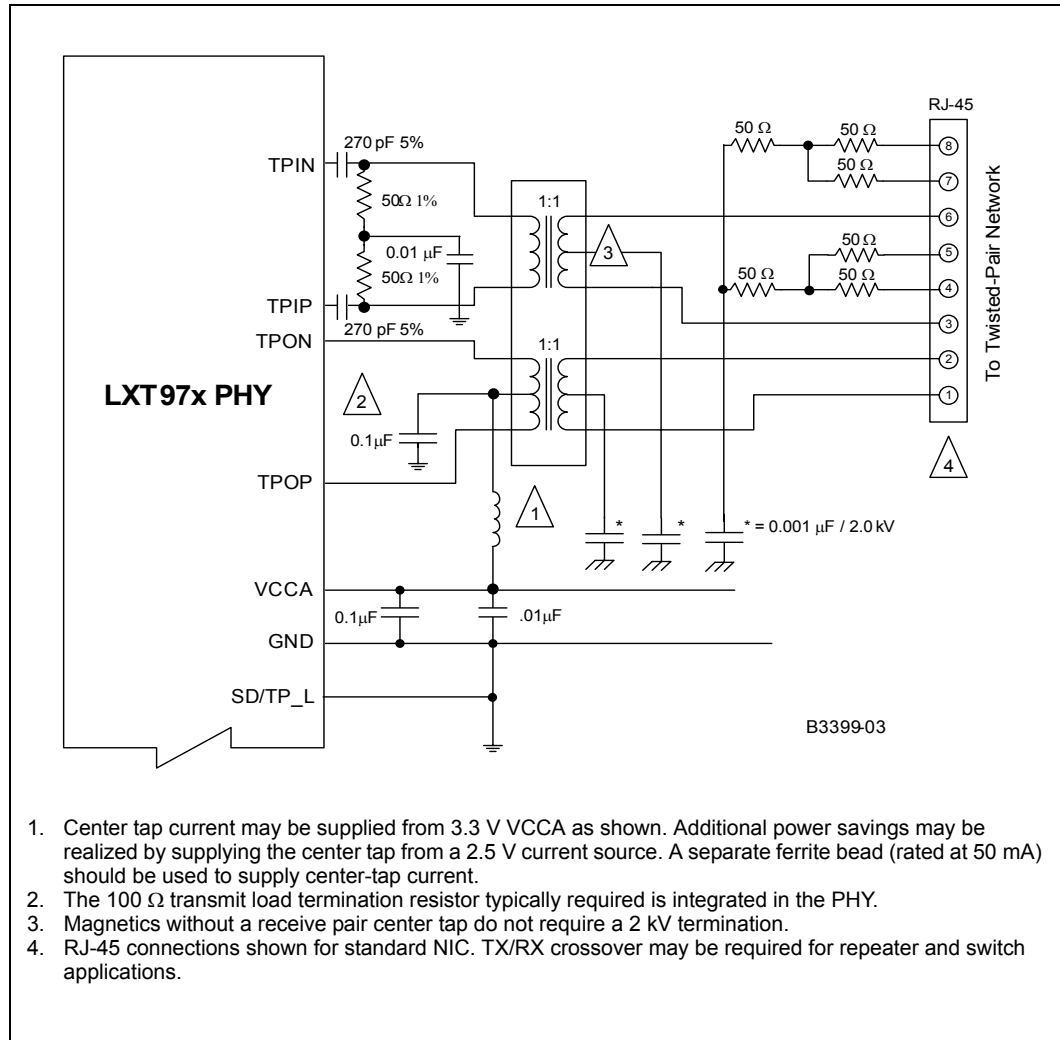 RJ-45
50 Ω
50 Ω
8
270 pF 5%
TPIN
50 Ω
7
50Ω 1%
1:1
6
3
50 Ω
5
0.01 µF
50Ω 1%
50 Ω
50 Ω
4
TPIP
270 pF 5%
3
TPON
1:1
2
LXT97x PHY
2
1
0.1µF
To Twisted-Pair Network
4
TPOP
1
*
*
* = 0.001 µF / 2.0 kV
VCCA
0.1µF
.01µF
GND
SD/TP_L
B3399-03
1. Center tap current may be supplied from 3.3 V VCCA as shown. Additional power savings may be
realized by supplying the center tap from a 2.5 V current source. A separate ferrite bead (rated at 50 mA)
should be used to supply center-tap current.
2. The 100 Ω transmit load termination resistor typically required is integrated in the PHY.
3. Magnetics without a receive pair center tap do not require a 2 kV termination.
4. RJ-45 connections shown for standard NIC. TX/RX crossover may be required for repeater and switch
applications.